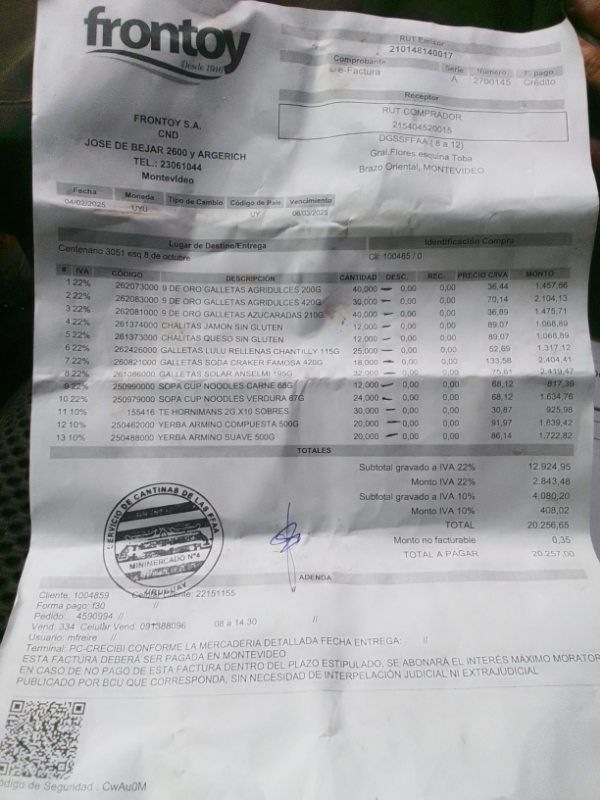 frontoy
Desde 1946
FRONTOY S.A.
CND
JOSE DE BEJAR 2600 y ARGERICH
TEL.: 23061044
Montevideo
RUT Emisor
210148140017
Comprobante Serie Número F. pago
e-Factura A 2700145 Crédito
Receptor
RUT COMPRADOR
215404520015
DGSSFFAA ( 8 a 12)
Gral.Flores esquina Toba
Brazo Oriental, MONTEVIDEO
Fecha Moneda Tipo de Cambio Código de País Vencimiento
04/03/2025 UYU UY 06/03/2025
Lugar de Destino/Entrega Identificación Compra
Centenario 3051 esq 8 de octubre Cli: 100485 / 0
# IVA CÓDIGO DESCRIPCIÓN CANTIDAD DESC. REC. PRECIO C/IVA MONTO
1 22% 262073000 9 DE ORO GALLETAS AGRIDULCES 200G 40,000 0,00 0,00 36,44 1.457,66
2 22% 262083000 9 DE ORO GALLETAS AGRIDULCES 420G 30,000 0,00 0,00 70,14 2.104,13
3 22% 262081000 9 DE ORO GALLETAS AZUCARADAS 210G 40,000 0,00 0,00 36,89 1.475,71
4 22% 261374000 CHALITAS JAMON SIN GLUTEN 12,000 0,00 0,00 89,07 1.068,89
5 22% 261373000 CHALITAS QUESO SIN GLUTEN 12,000 0,00 0,00 89,07 1.068,89
6 22% 262426000 GALLETAS LULU RELLENAS CHANTILLY 115G 25,000 0,00 0,00 52,69 1.317,12
7 22% 260821000 GALLETAS SODA CRAKER FAMOSA 420G 18,000 0,00 0,00 133,58 2.404,41
8 22% 261086000 GALLETAS SOLAR ANSELMI 195G 32,000 0,00 0,00 75,61 2.419,47
9 22% 250990000 SOPA CUP NOODLES CARNE 68G 12,000 0,00 0,00 68,12 817,39
10 22% 250979000 SOPA CUP NOODLES VERDURA 67G 24,000 0,00 0,00 68,12 1.634,76
11 10% 155416 TE HORNIMANS 2G X10 SOBRES 30,000 0,00 0,00 30,87 925,98
12 10% 250462000 YERBA ARMINO COMPUESTA 500G 20,000 0,00 0,00 91,97 1.839,42
13 10% 250488000 YERBA ARMINO SUAVE 500G 20,000 0,00 0,00 86,14 1.722,82
TOTALES
Subtotal gravado a IVA 22% 12.924,95
Monto IVA 22% 2.843,48
Subtotal gravado a IVA 10% 4.080,20
Monto IVA 10% 408,02
TOTAL 20.256,65
Monto no facturable 0,35
TOTAL A PAGAR 20.257,00
SERVICIO DE CANTINAS DE LAS FFAA
MINIMERCADO Nº4
URUGUAY
ADENDA
Cliente: 1004859 22151155
Forma pago: f30
Pedido: 4590994 //
Vend: 334 Celular Vend: 091388096 08 a 14.30 //
Usuario: mfreire //
Terminal: PC-CRECIBI CONFORME LA MERCADERIA DETALLADA FECHA ENTREGA: //
ESTA FACTURA DEBERÁ SER PAGADA EN MONTEVIDEO
EN CASO DE NO PAGO DE ESTA FACTURA DENTRO DEL PLAZO ESTIPULADO, SE ABONARÁ EL INTERÉS MÁXIMO MORATOR
PUBLICADO POR BCU QUE CORRESPONDA, SIN NECESIDAD DE INTERPELACIÓN JUDICIAL NI EXTRAJUDICIAL
ódigo de Seguridad : CwAu0M